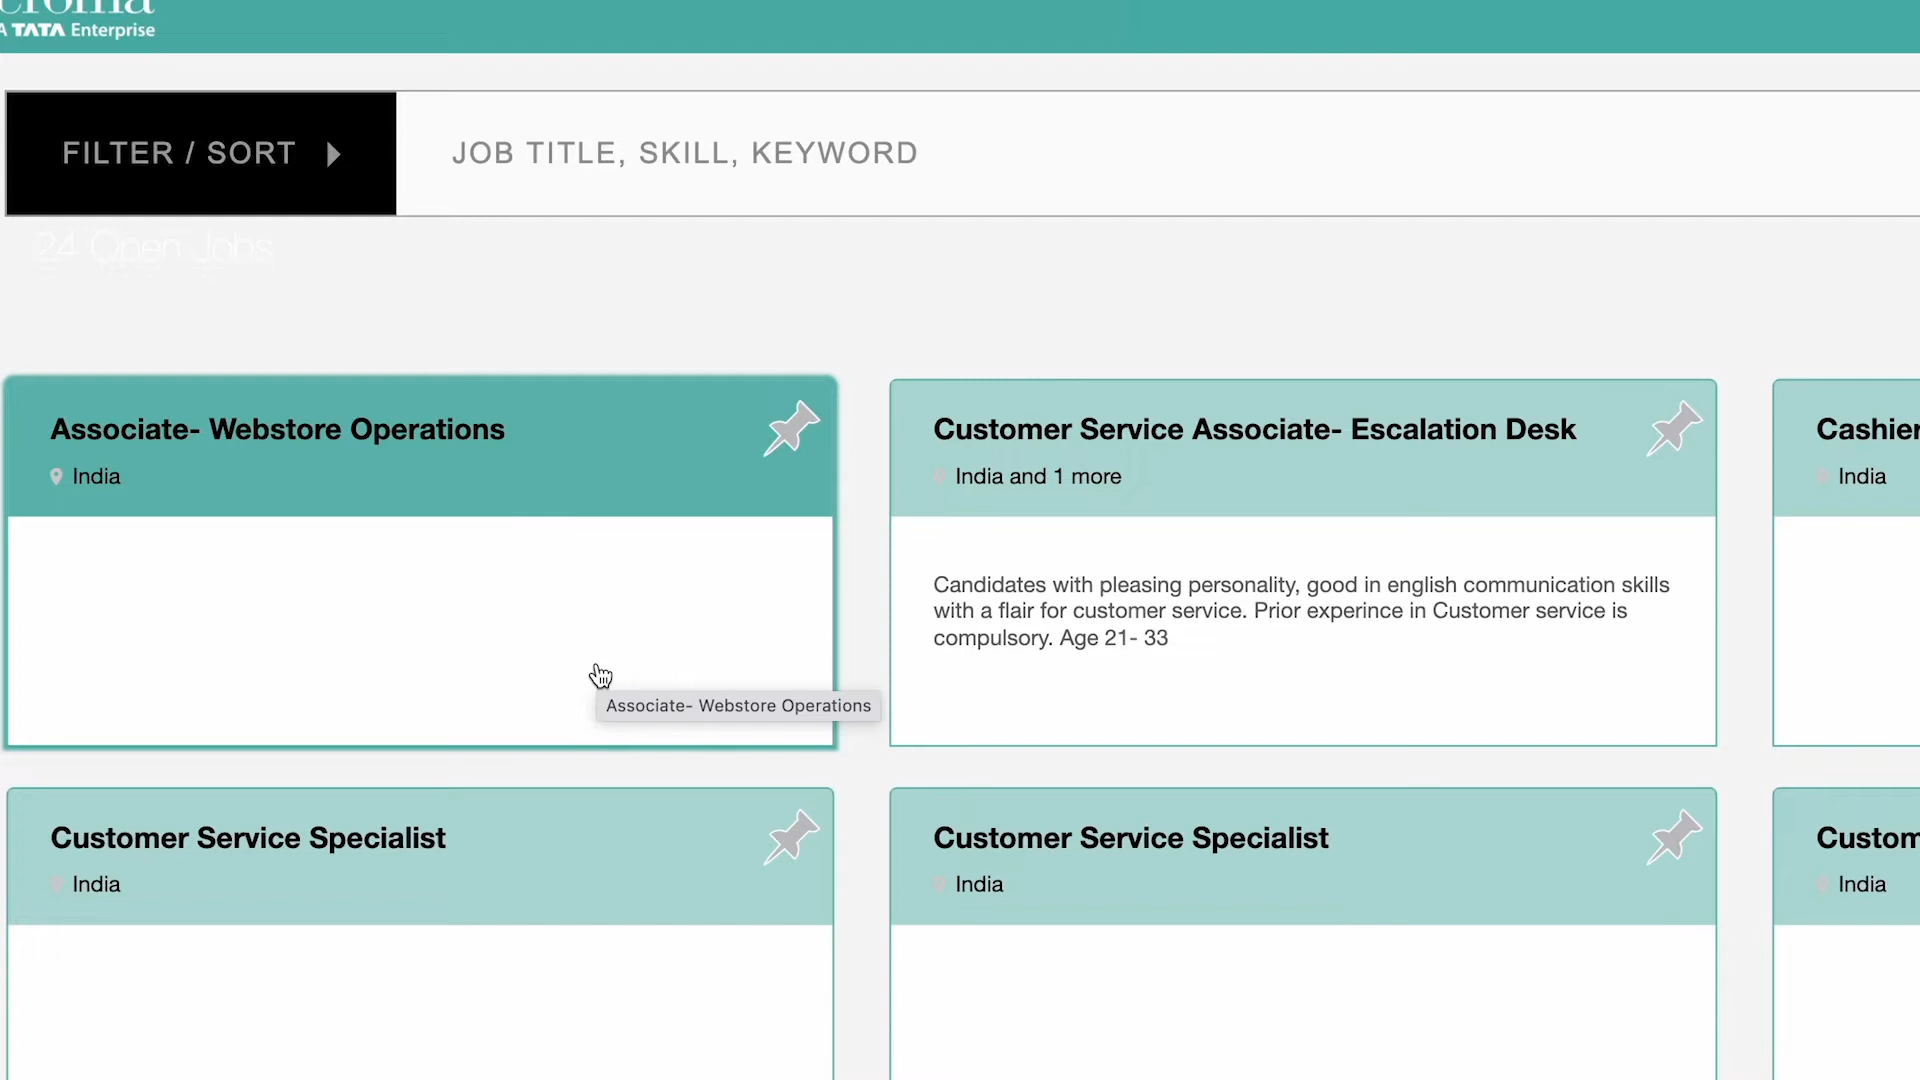 croma
A TATA Enterprise
FILTER / SORT
JOB TITLE, SKILL, KEYWORD
24 Open Jobs
Associate- Webstore Operations
India
Customer Service Associate- Escalation Desk
India and 1 more
Cashier
India
Candidates with pleasing personality, good in english communication skills
with a flair for customer service. Prior experince in Customer service is
compulsory. Age 21- 33
Associate- Webstore Operations
Customer Service Specialist
India
Customer Service Specialist
India
Custom
India